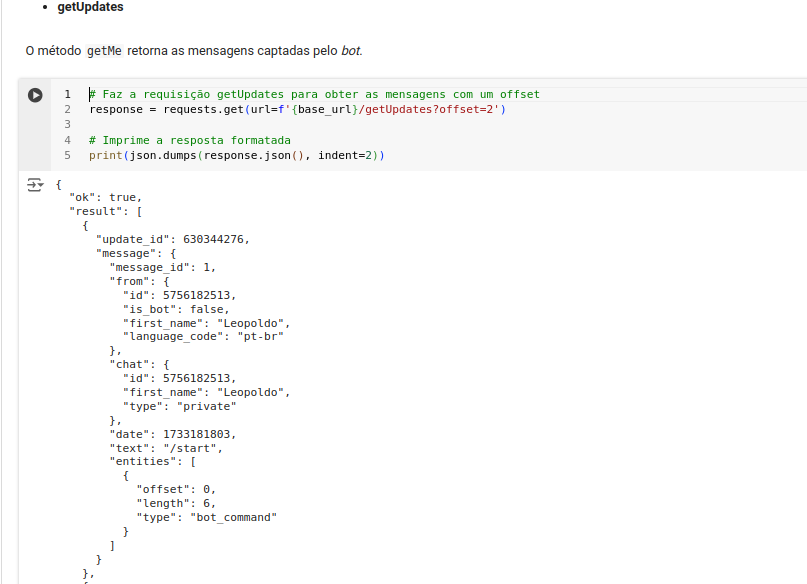 • getUpdates
O método getMe retorna as mensagens captadas pelo bot.
1 # Faz a requisição getUpdates para obter as mensagens com um offset
2 response = requests.get(url=f'{base_url}/getUpdates?offset=2')
3
4 # Imprime a resposta formatada
5 print(json.dumps(response.json(), indent=2))
{
  "ok": true,
  "result": [
    {
      "update_id": 630344276,
      "message": {
        "message_id": 1,
        "from": {
          "id": 5756182513,
          "is_bot": false,
          "first_name": "Leopoldo",
          "language_code": "pt-br"
        },
        "chat": {
          "id": 5756182513,
          "first_name": "Leopoldo",
          "type": "private"
        },
        "date": 1733181803,
        "text": "/start",
        "entities": [
          {
            "offset": 0,
            "length": 6,
            "type": "bot_command"
          }
        ]
      }
    },